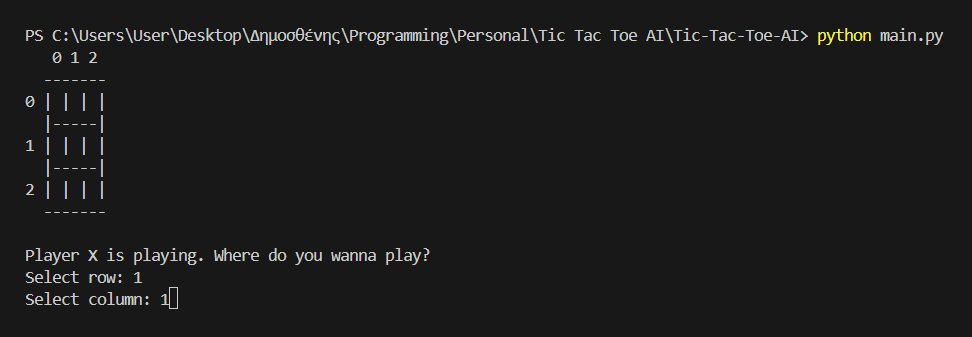 PS C:\Users\User\Desktop\Δημοσθένης\Programming\Personal\Tic Tac Toe AI\Tic-Tac-Toe-AI> python main.py
   0 1 2
  -------
0 | | | |
  |-----|
1 | | | |
  |-----|
2 | | | |
  -------
Player X is playing. Where do you wanna play?
Select row: 1
Select column: 1